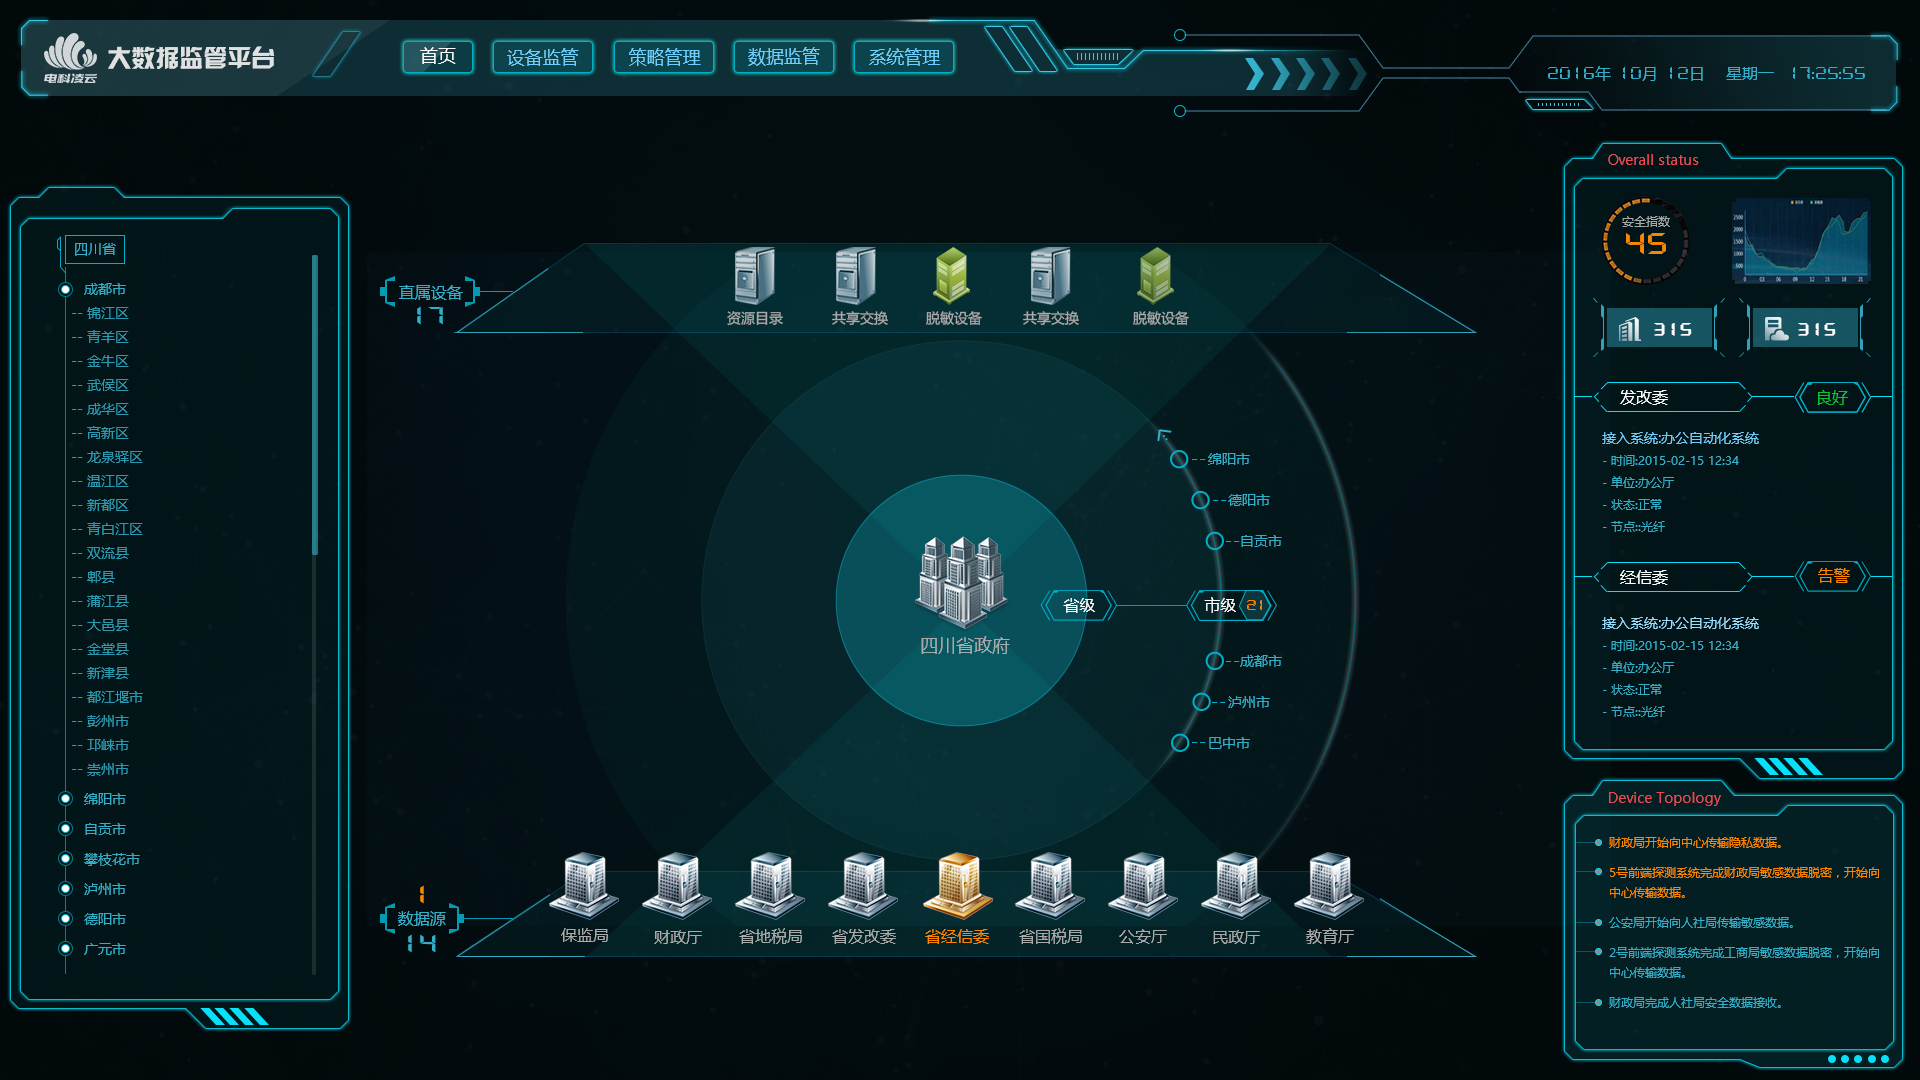 电科凌云
大数据监管平台
首页
设备监管
策略管理
数据监管
系统管理
2016年 10月 12日 星期一 17:25:55
四川省
成都市
-- 锦江区
-- 青羊区
-- 金牛区
-- 武侯区
-- 成华区
-- 高新区
-- 龙泉驿区
-- 温江区
-- 新都区
-- 青白江区
-- 双流县
-- 郫县
-- 蒲江县
-- 大邑县
-- 金堂县
-- 新津县
-- 都江堰市
-- 彭州市
-- 邛崃市
-- 崇州市
绵阳市
自贡市
攀枝花市
泸州市
德阳市
广元市
直属设备
17
资源目录
共享交换
脱敏设备
共享交换
脱敏设备
四川省政府
省级
市级 21
--绵阳市
--德阳市
--自贡市
--成都市
--泸州市
--巴中市
1
数据源
14
保监局
财政厅
省地税局
省发改委
省经信委
省国税局
公安厅
民政厅
教育厅
Overall status
安全指数
45
315
315
发改委
良好
接入系统:办公自动化系统
- 时间:2015-02-15 12:34
- 单位:办公厅
- 状态:正常
- 节点::光纤
经信委
告警
接入系统:办公自动化系统
- 时间:2015-02-15 12:34
- 单位:办公厅
- 状态:正常
- 节点::光纤
Device Topology
财政局开始向中心传输隐私数据。
5号前端探测系统完成财政局敏感数据脱密，开始向
中心传输数据。
公安局开始向人社局传输敏感数据。
2号前端探测系统完成工商局敏感数据脱密，开始向
中心传输数据。
财政局完成人社局安全数据接收。